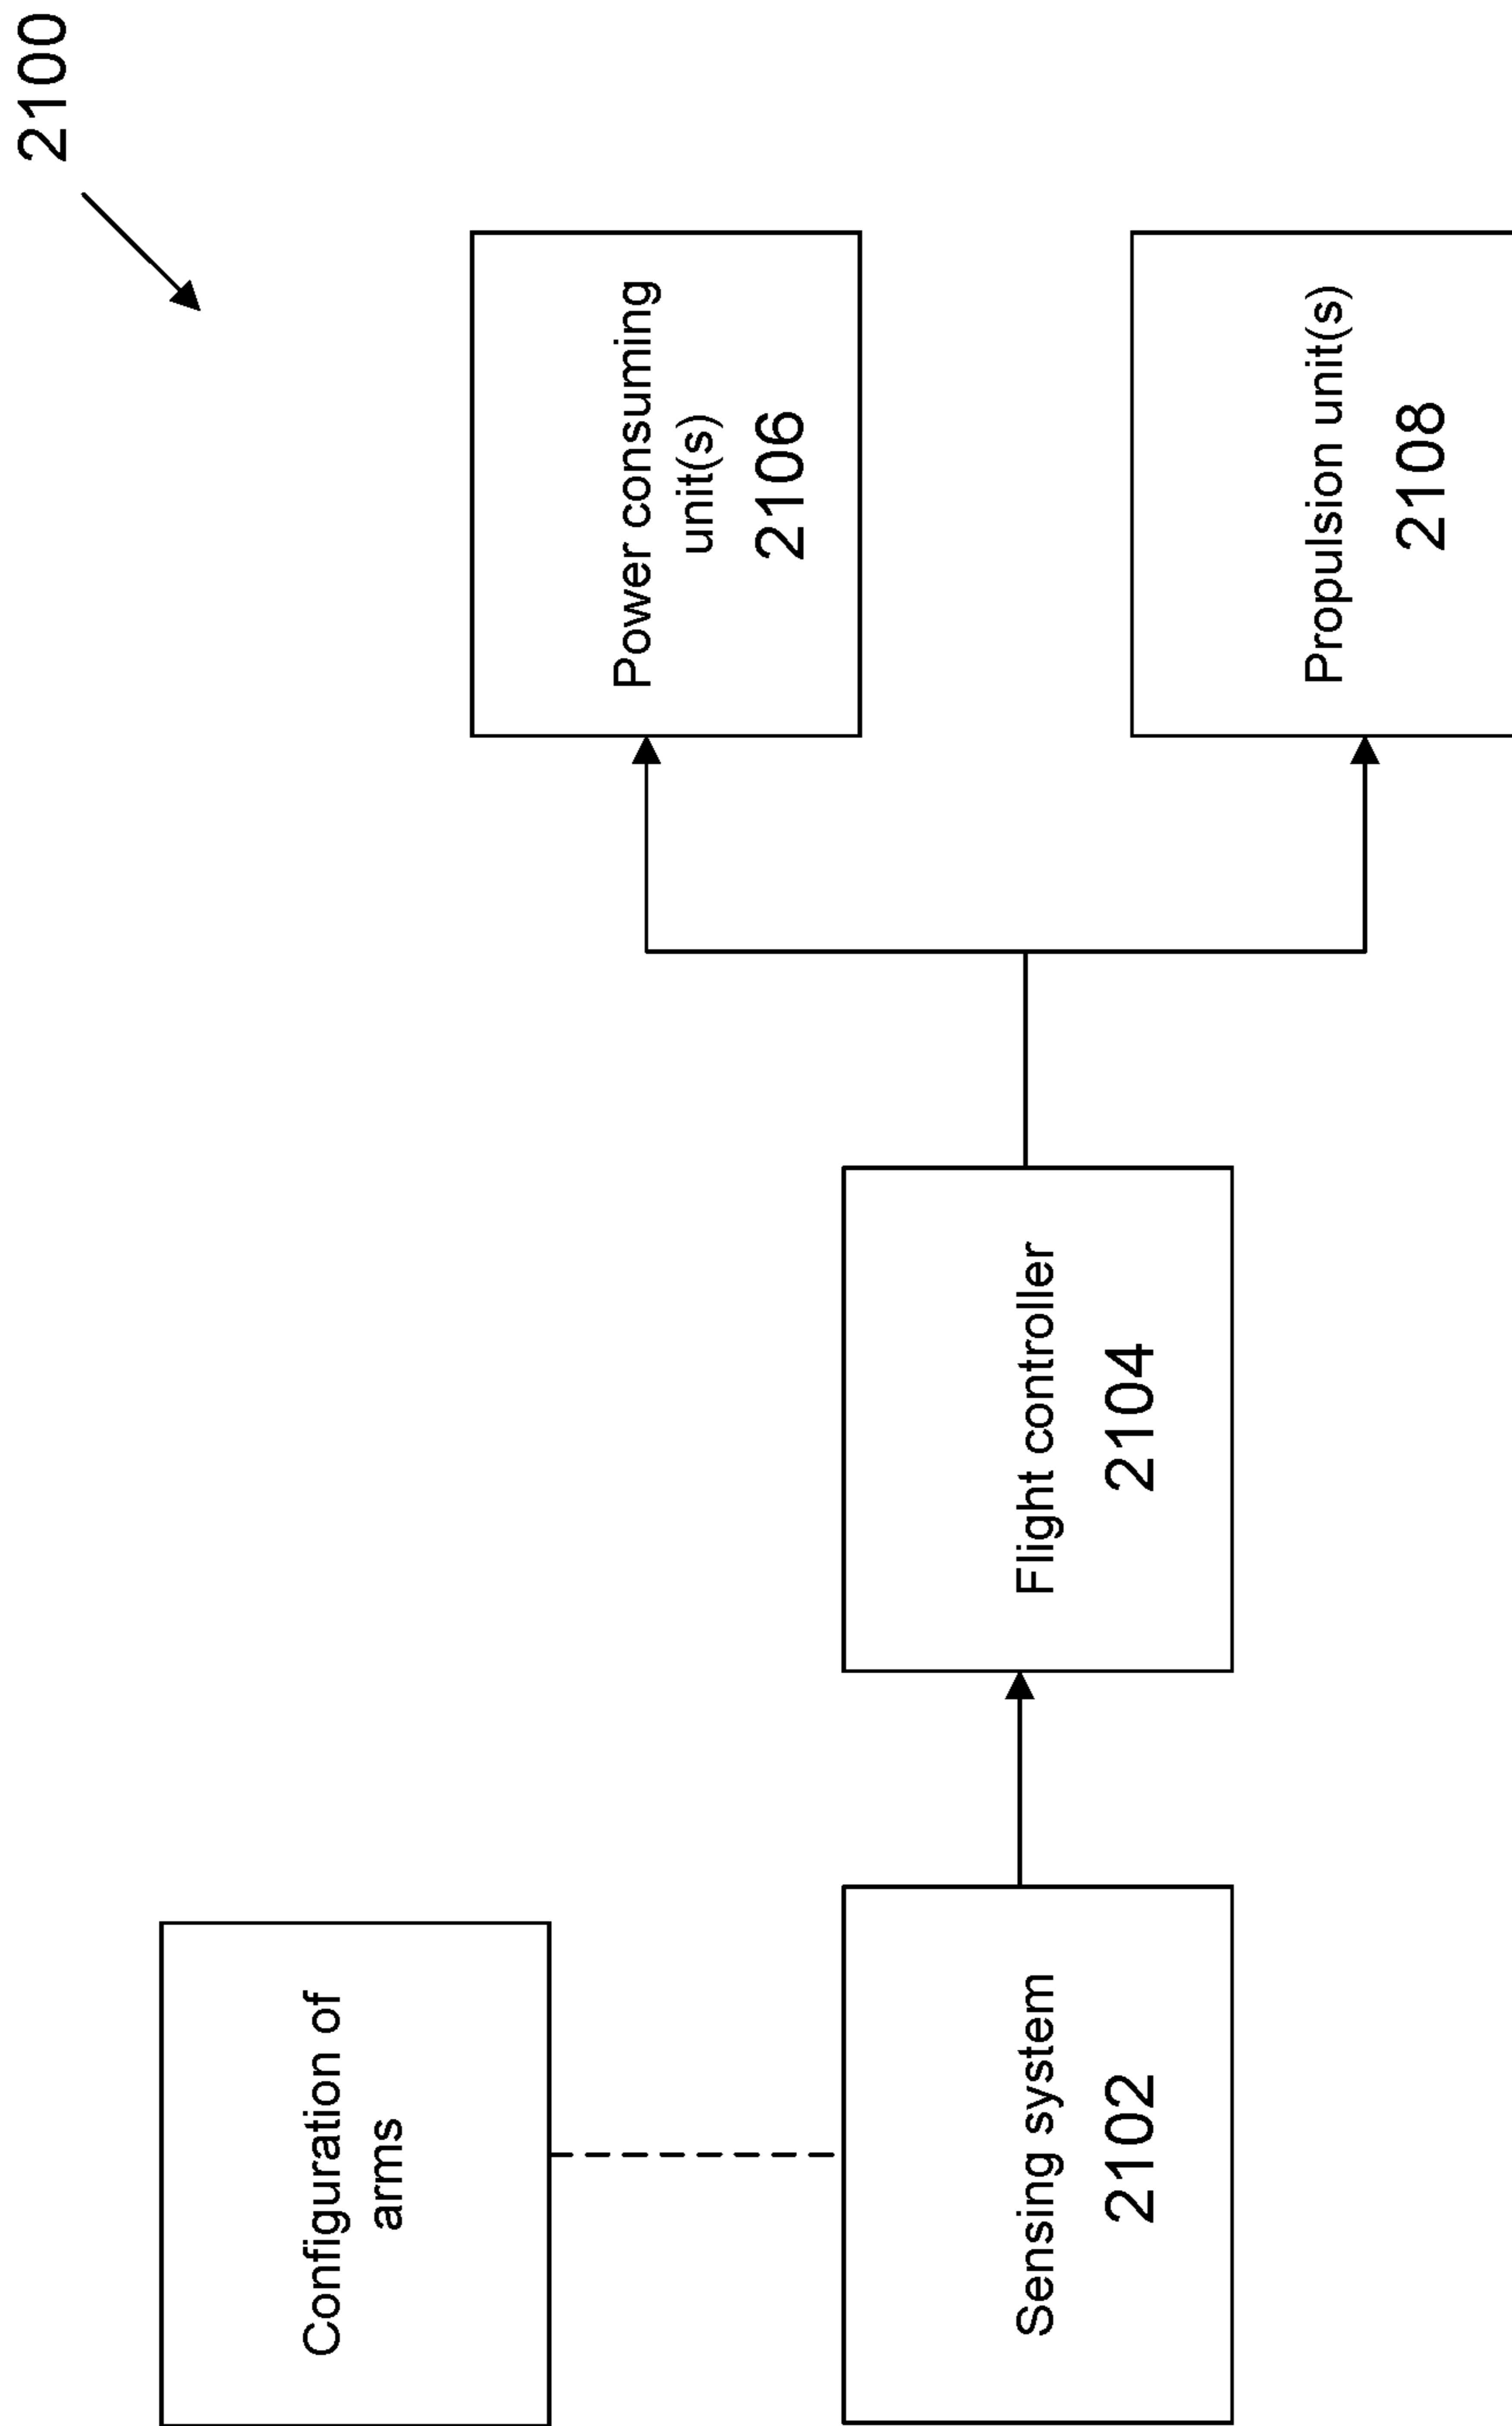 2100
Configuration of
arms
Sensing system
2102
Flight controller
2104
Power consuming
unit(s)
2106
Propulsion unit(s)
2108